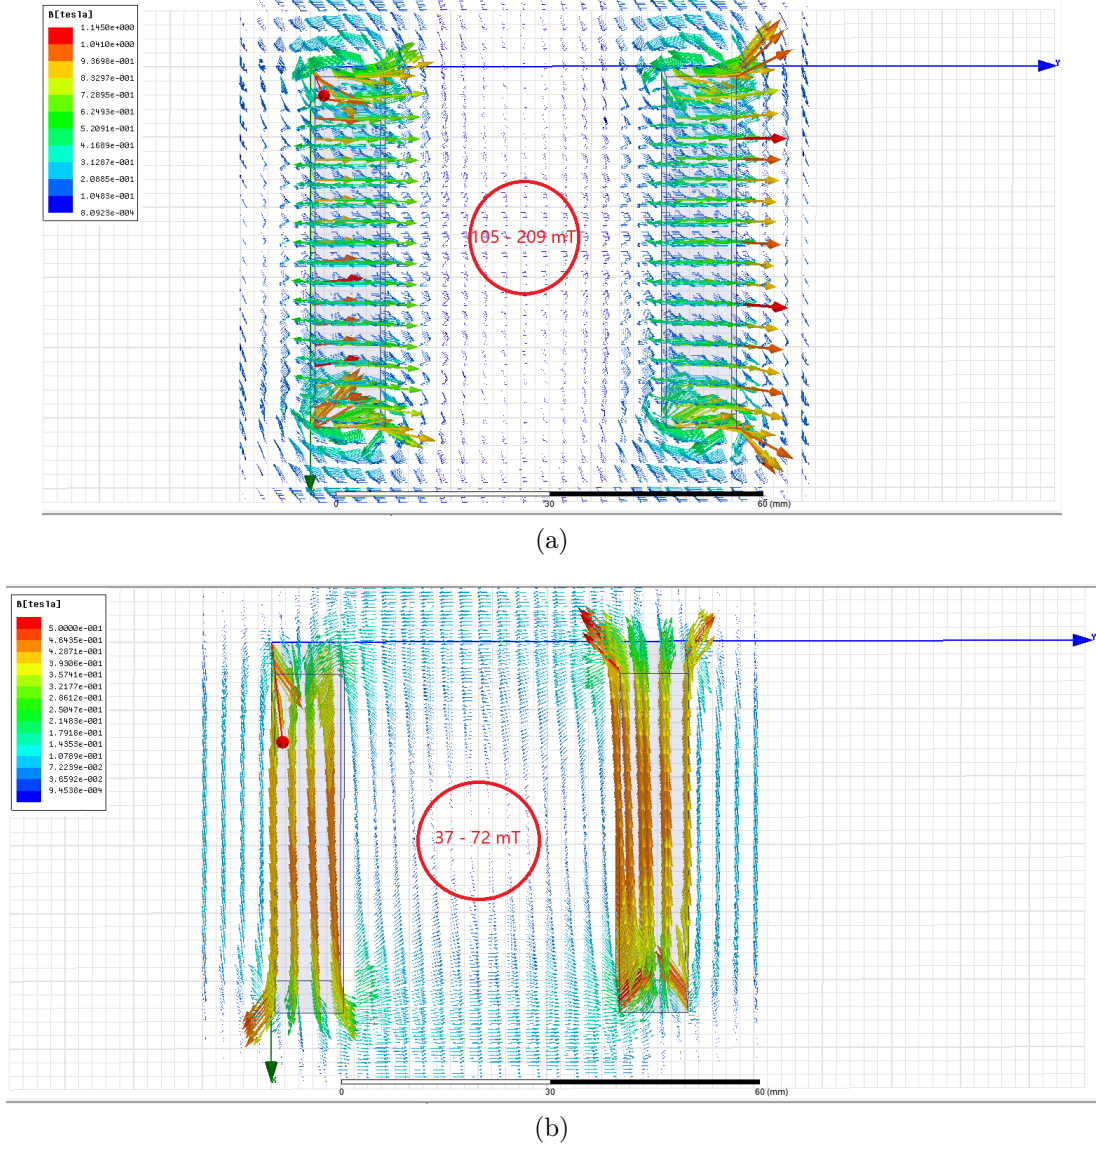 B[tesla]
1.1450e+000
1.0410e+000
9.3698e-001
8.3297e-001
7.2895e-001
6.2493e-001
5.2091e-001
4.1689e-001
3.1287e-001
2.0885e-001
1.0483e-001
8.0923e-004
Y
105 - 209 mT
0 30 60 (mm)
(a)
B[tesla]
5.0000e-001
4.6435e-001
4.2871e-001
3.9306e-001
3.5741e-001
3.2177e-001
2.8612e-001
2.5047e-001
2.1483e-001
1.7918e-001
1.4353e-001
1.0789e-001
7.2239e-002
3.6592e-002
9.4538e-004
Y
37 - 72 mT
0 30 60 (mm)
(b)